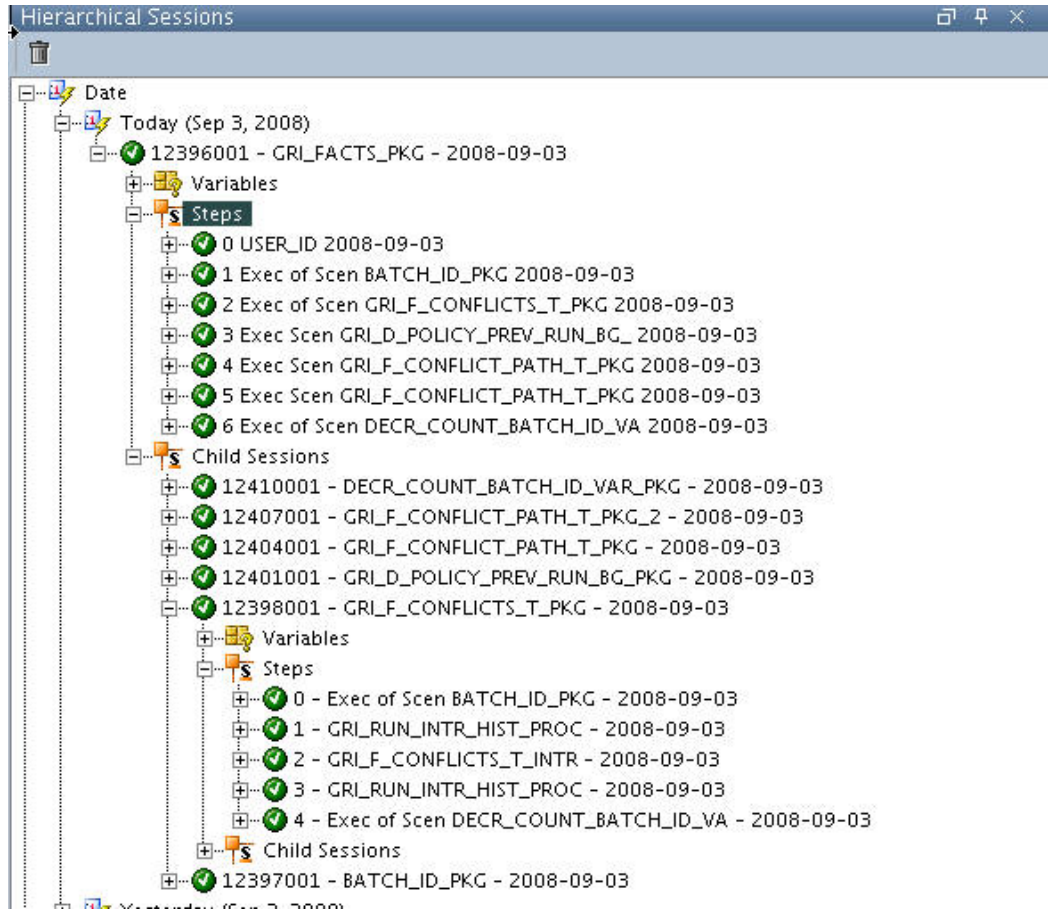 Hierarchical Sessions
Date
Today (Sep 3, 2008)
12396001 - GRI_FACTS_PKG - 2008-09-03
Variables
Steps
0 USER_ID 2008-09-03
1 Exec of Scen BATCH_ID_PKG 2008-09-03
2 Exec of Scen GRI_F_CONFLICTS_T_PKG 2008-09-03
3 Exec Scen GRI_D_POLICY_PREV_RUN_BG_ 2008-09-03
4 Exec Scen GRI_F_CONFLICT_PATH_T_PKG 2008-09-03
5 Exec Scen GRI_F_CONFLICT_PATH_T_PKG 2008-09-03
6 Exec of Scen DECR_COUNT_BATCH_ID_VA 2008-09-03
Child Sessions
12410001 - DECR_COUNT_BATCH_ID_VAR_PKG - 2008-09-03
12407001 - GRI_F_CONFLICT_PATH_T_PKG_2 - 2008-09-03
12404001 - GRI_F_CONFLICT_PATH_T_PKG - 2008-09-03
12401001 - GRI_D_POLICY_PREV_RUN_BG_PKG - 2008-09-03
12398001 - GRI_F_CONFLICTS_T_PKG - 2008-09-03
Variables
Steps
0 - Exec of Scen BATCH_ID_PKG - 2008-09-03
1 - GRI_RUN_INTR_HIST_PROC - 2008-09-03
2 - GRI_F_CONFLICTS_T_INTR - 2008-09-03
3 - GRI_RUN_INTR_HIST_PROC - 2008-09-03
4 - Exec of Scen DECR_COUNT_BATCH_ID_VA - 2008-09-03
Child Sessions
12397001 - BATCH_ID_PKG - 2008-09-03
Yesterday (Sep 2, 2008)